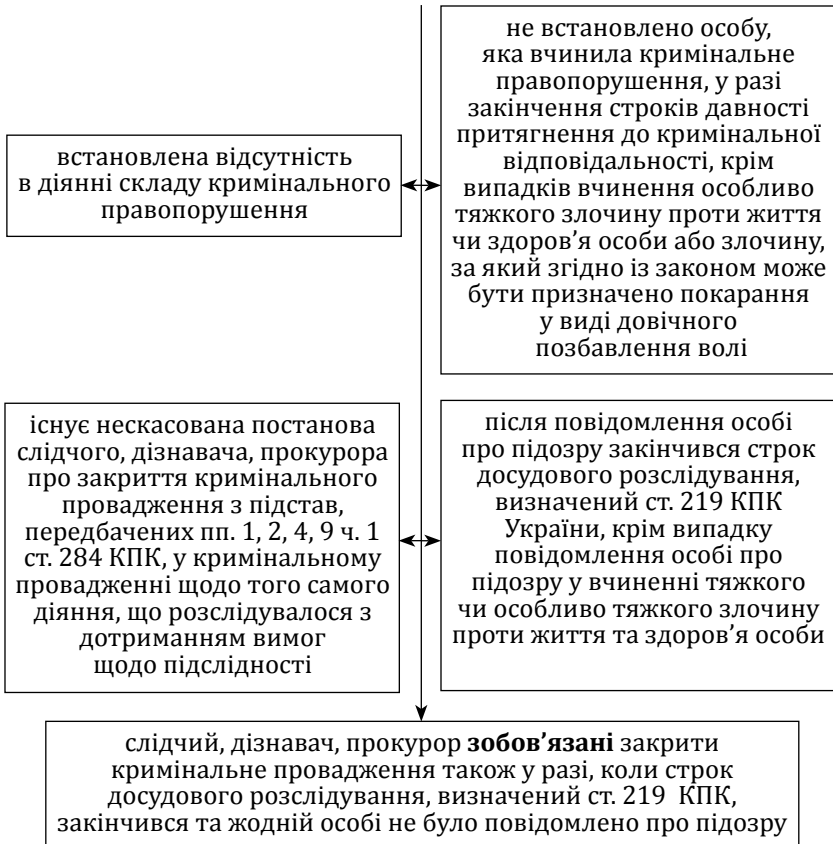 встановлена відсутність
в діянні складу кримінального
правопорушення
не встановлено особу,
яка вчинила кримінальне
правопорушення, у разі
закінчення строків давності
притягнення до кримінальної
відповідальності, крім
випадків вчинення особливо
тяжкого злочину проти життя
чи здоров’я особи або злочину,
за який згідно із законом може
бути призначено покарання
у виді довічного
позбавлення волі
існує нескасована постанова
слідчого, дізнавача, прокурора
про закриття кримінального
провадження з підстав,
передбачених пп. 1, 2, 4, 9 ч. 1
ст. 284 КПК, у кримінальному
провадженні щодо того самого
діяння, що розслідувалося з
дотриманням вимог
щодо підслідності
після повідомлення особі
про підозру закінчився строк
досудового розслідування,
визначений ст. 219 КПК
України, крім випадку
повідомлення особі про
підозру у вчиненні тяжкого
чи особливо тяжкого злочину
проти життя та здоров’я особи
слідчий, дізнавач, прокурор зобов’язані закрити
кримінальне провадження також у разі, коли строк
досудового розслідування, визначений ст. 219 КПК,
закінчився та жодній особі не було повідомлено про підозру